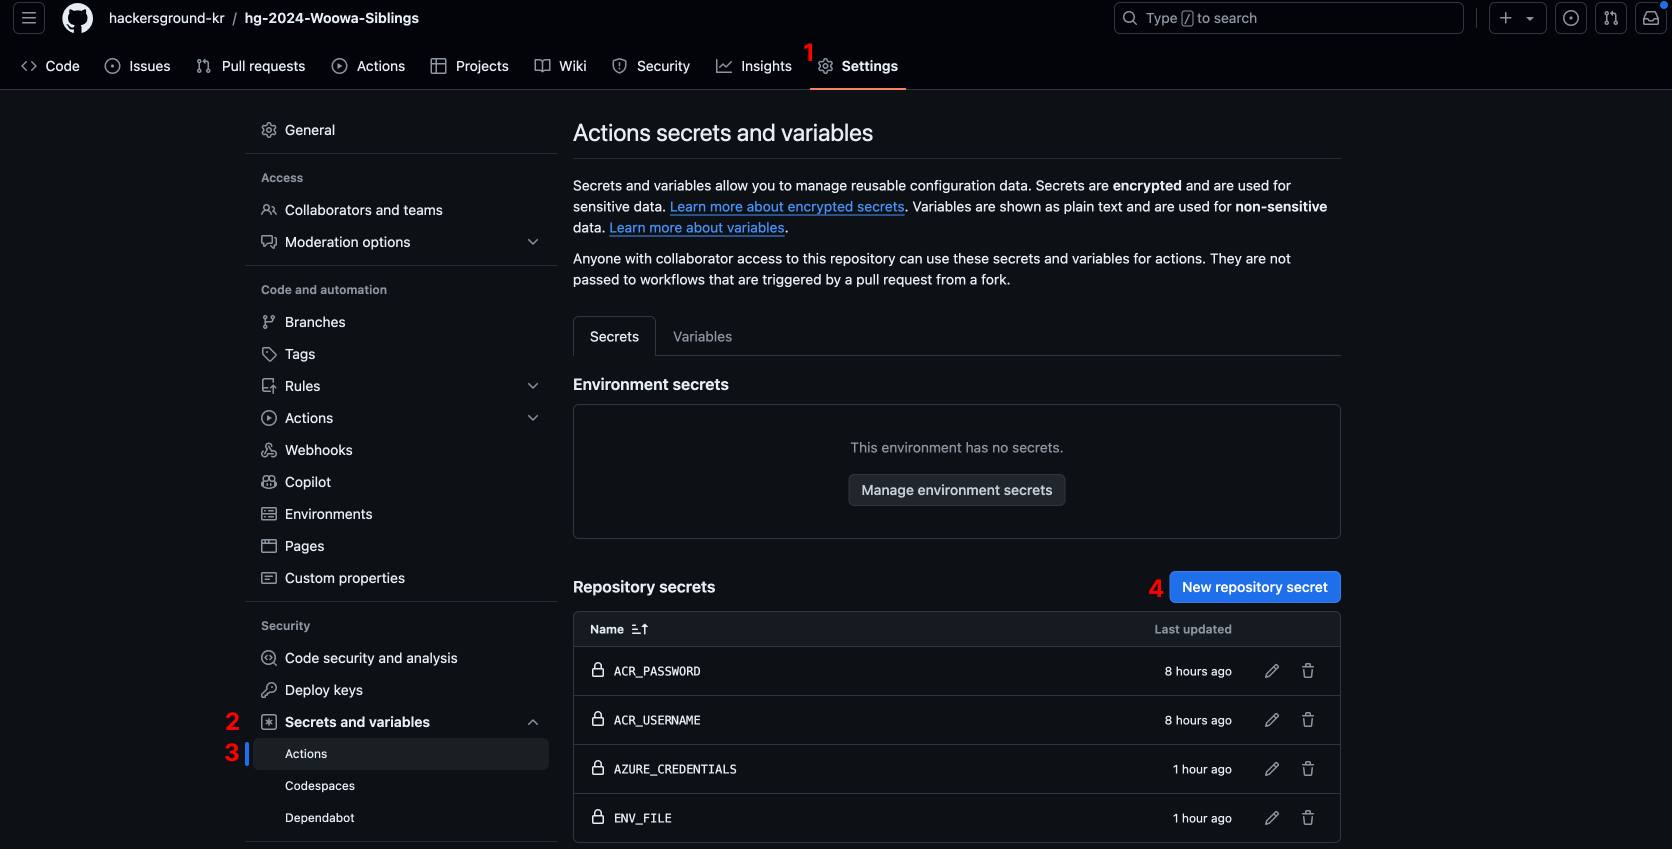 hackersground-kr / hg-2024-Woowa-Siblings
Type / to search
Code
Issues
Pull requests
Actions
Projects
Wiki
Security
Insights
1
Settings
General
Access
Collaborators and teams
Moderation options
Code and automation
Branches
Tags
Rules
Actions
Webhooks
Copilot
Environments
Pages
Custom properties
Security
Code security and analysis
Deploy keys
2
Secrets and variables
3
Actions
Codespaces
Dependabot
Actions secrets and variables
Secrets and variables allow you to manage reusable configuration data. Secrets are encrypted and are used for
sensitive data. Learn more about encrypted secrets. Variables are shown as plain text and are used for non-sensitive
data. Learn more about variables.
Anyone with collaborator access to this repository can use these secrets and variables for actions. They are not
passed to workflows that are triggered by a pull request from a fork.
Secrets
Variables
Environment secrets
This environment has no secrets.
Manage environment secrets
Repository secrets
4
New repository secret
Name
Last updated
ACR_PASSWORD
8 hours ago
ACR_USERNAME
8 hours ago
AZURE_CREDENTIALS
1 hour ago
ENV_FILE
1 hour ago